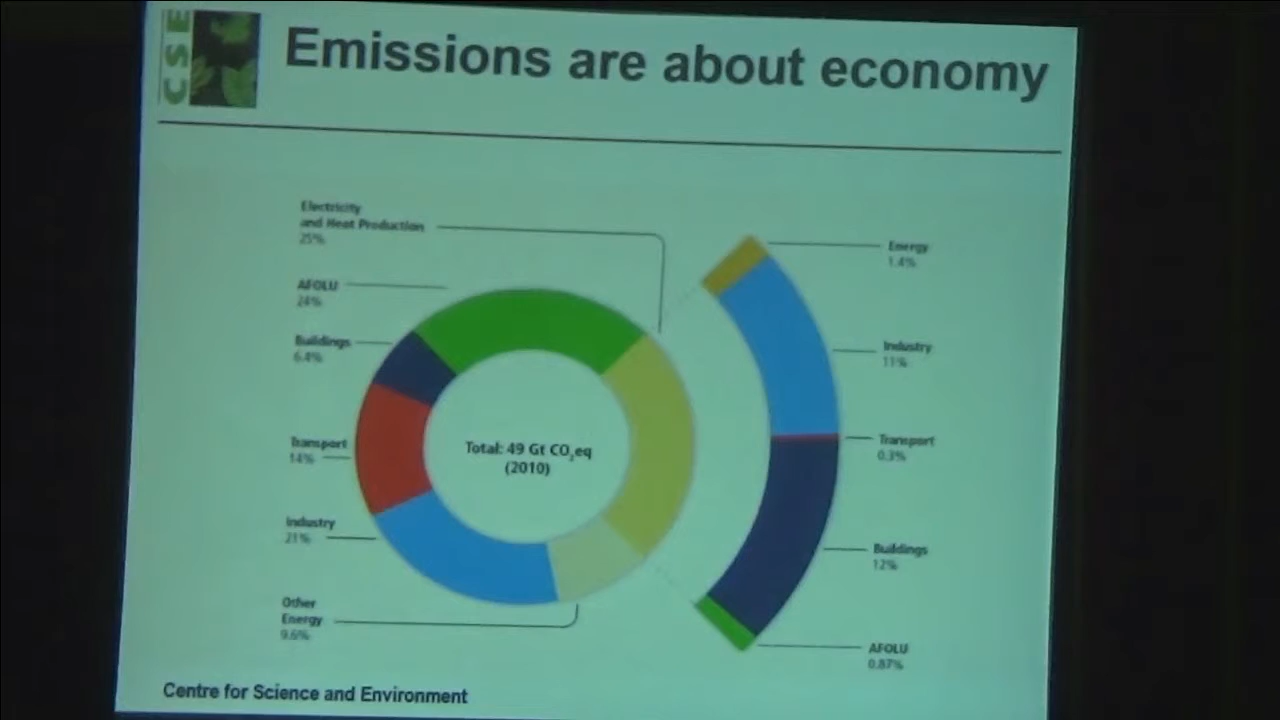 CSE
Emissions are about economy
Electricity
and Heat Production
25%
AFOLU
24%
Buildings
6.4%
Transport
14%
Industry
21%
Other
Energy
9.6%
Total: 49 Gt CO₂eq
(2010)
Energy
1.4%
Industry
11%
Transport
0.3%
Buildings
12%
AFOLU
0.87%
Centre for Science and Environment